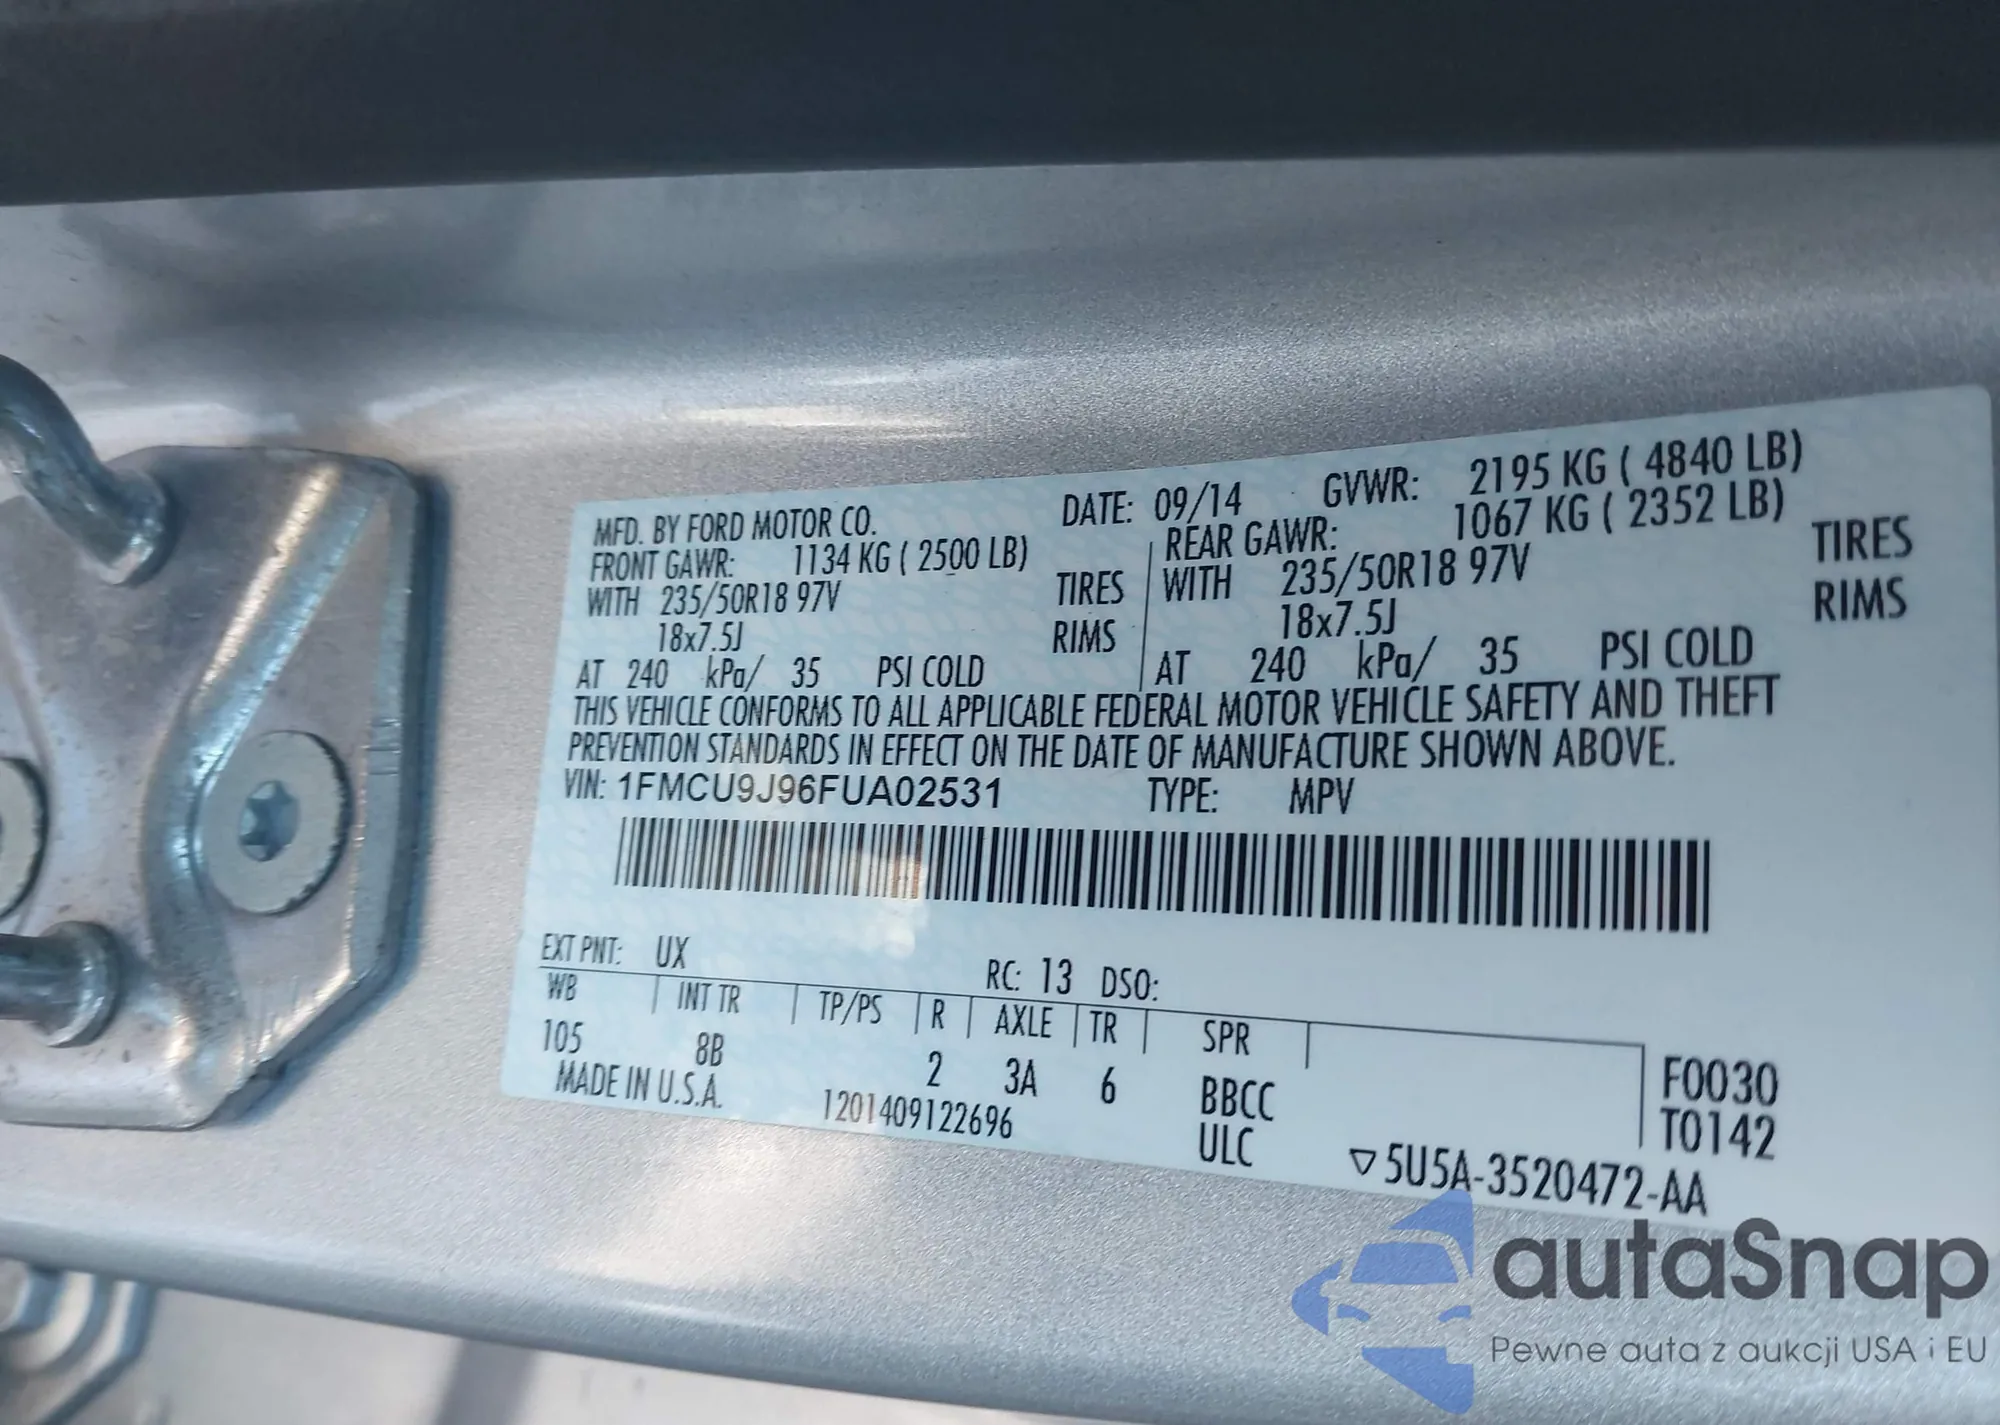 MFD. BY FORD MOTOR CO. DATE: 09/14 GVWR: 2195 KG ( 4840 LB)
FRONT GAWR: 1134 KG ( 2500 LB) REAR GAWR: 1067 KG ( 2352 LB)
WITH 235/50R18 97V TIRES WITH 235/50R18 97V TIRES
18x7.5J RIMS 18x7.5J RIMS
AT 240 kPa/ 35 PSI COLD AT 240 kPa/ 35 PSI COLD
THIS VEHICLE CONFORMS TO ALL APPLICABLE FEDERAL MOTOR VEHICLE SAFETY AND THEFT
PREVENTION STANDARDS IN EFFECT ON THE DATE OF MANUFACTURE SHOWN ABOVE.
VIN: 1FMCU9J96FUA02531 TYPE: MPV
EXT PNT: UX RC: 13 DSO:
WB INT TR TP/PS R AXLE TR SPR
105 8B 2 3A 6 BBCC F0030
MADE IN U.S.A. 1201409122696 ULC T0142
▽5U5A-3520472-AA
autaSnap
Pewne auta z aukcji USA i EU